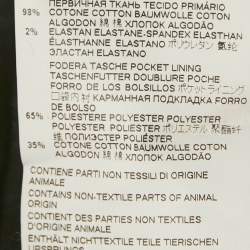 ПЕРВИЧНАЯ ТКАНЬ TECIDO PRIMÁRIO
98% COTONE COTTON BAUMWOLLE COTON
ALGODÓN 綿 棉 ХЛОПОК ALGODÃO
2% ELASTAN ELASTANE-SPANDEX ELASTHAN
ÉLASTHANNE ELASTANO ポリウレタン 氨纶
ЭЛАСТАН ELASTANO
FODERA TASCHE POCKET LINING
TASCHENFUTTER DOUBLURE POCHE
FORRO DE LOS BOLSILLOS ポケットライニング
口袋内衬 КАРМАННАЯ ПОДКЛАДКА FORRO
DE BOLSO
65% POLIESTERE POLYESTER POLYESTER
POLYESTER POLIÉSTER ポリエステル 聚酯纤
维 ПОЛИЭСТЕР POLIÉSTER
35% COTONE COTTON BAUMWOLLE COTON
ALGODÓN 綿 棉 ХЛОПОК ALGODÃO
CONTIENE PARTI NON TESSILI DI ORIGINE
ANIMALE
CONTAINS NON-TEXTILE PARTS OF ANIMAL
ORIGIN
CONTIENT DES PARTIES NON TEXTILES
D'ORIGINE ANIMALE
ENTHÄLT NICHTTEXTILE TEILE TIERISCHEN
URSPRUNGS